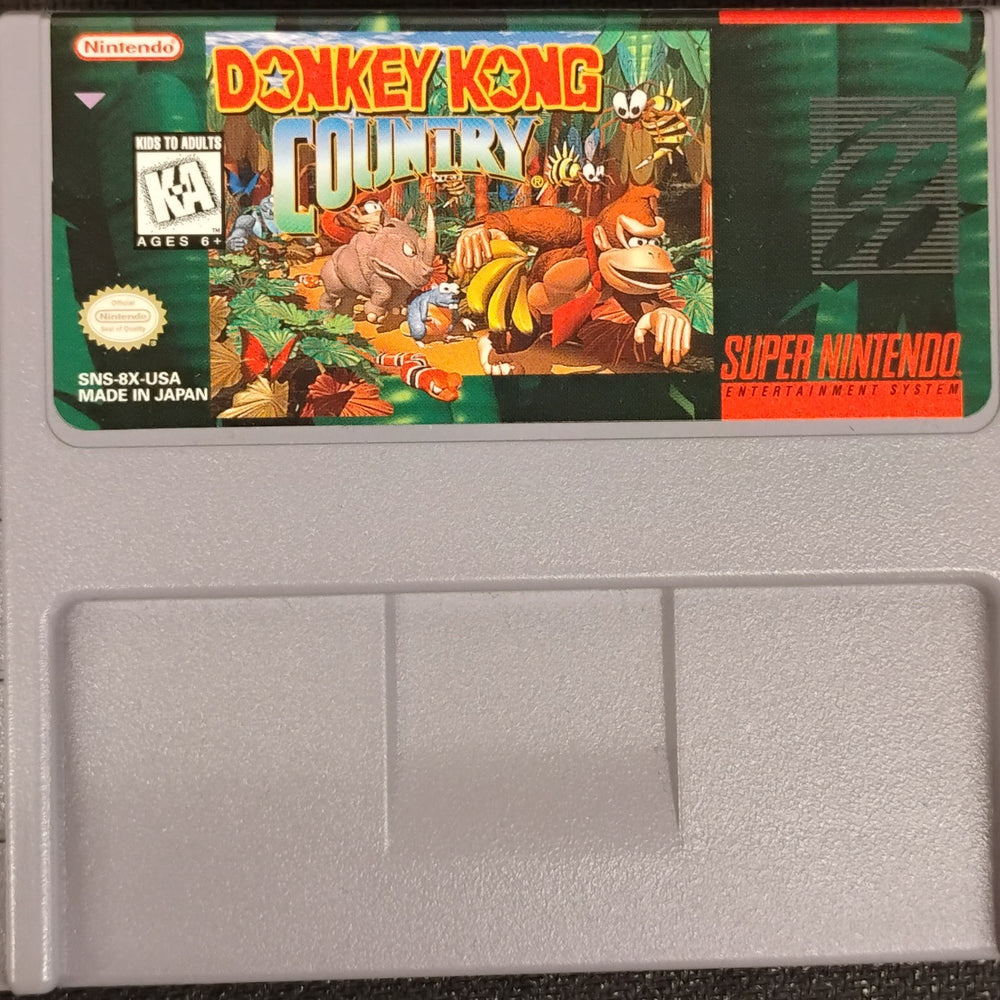 Nintendo
DONKEY KONG
COUNTRY®
KIDS TO ADULTS
K-A
™
AGES 6+
Official
Nintendo
Seal of Quality
®
SNS-8X-USA
MADE IN JAPAN
SUPER NINTENDO
ENTERTAINMENT SYSTEM